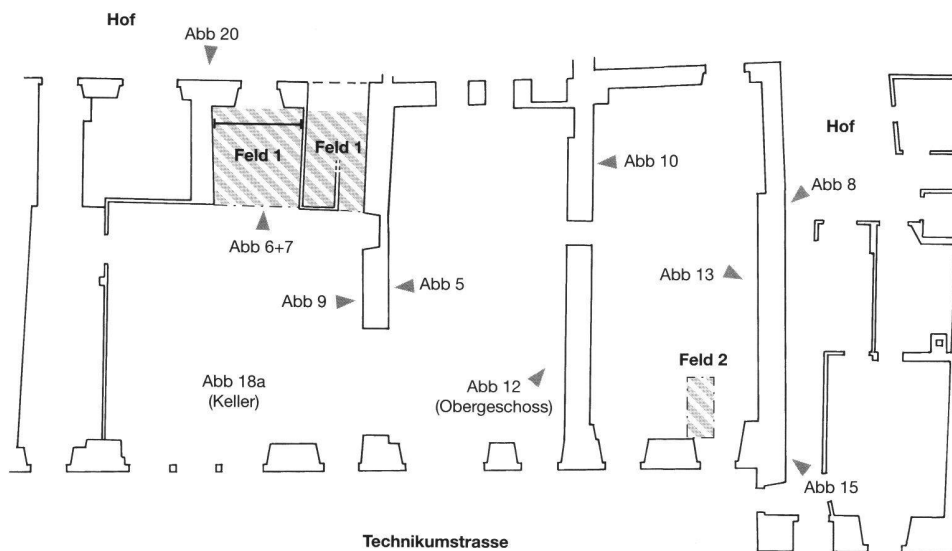 Hof
Abb 20
Hof
Feld 1
Feld 1
Abb 10
Abb 8
Abb 6+7
Abb 13
Abb 5
Abb 9
Feld 2
Abb 18a
(Keller)
Abb 12
(Obergeschoss)
Abb 15
Technikumstrasse